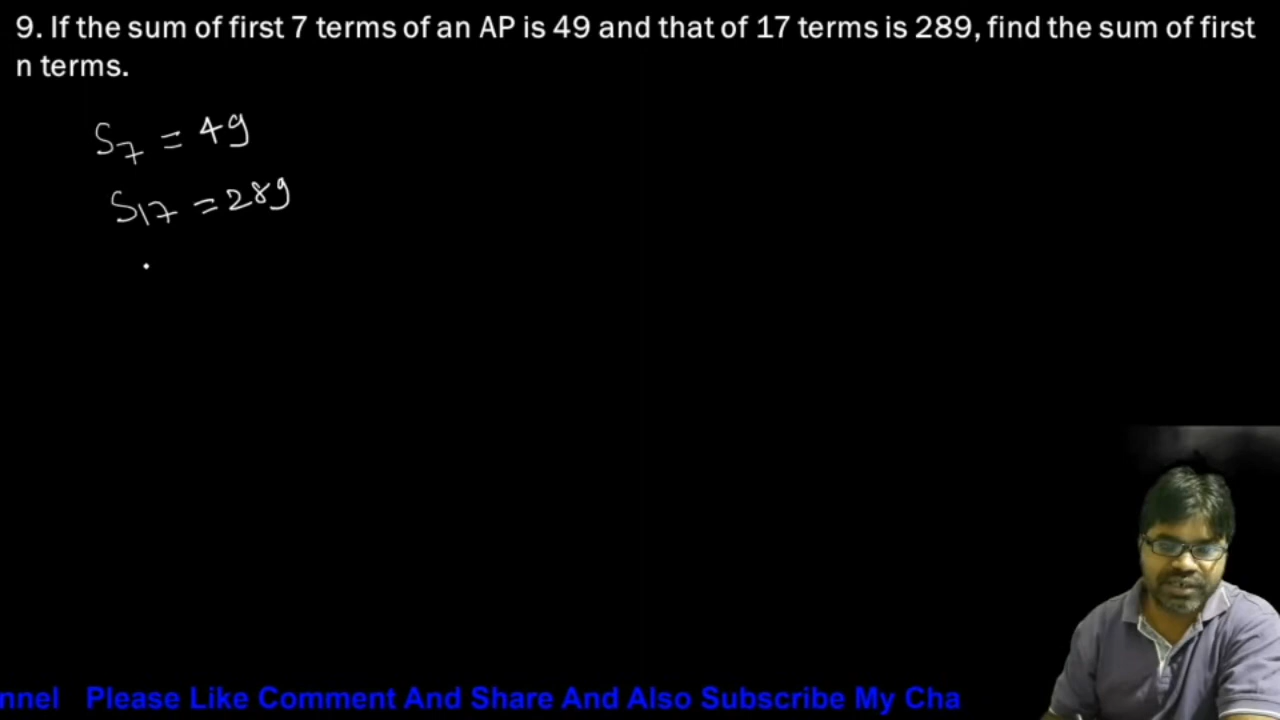 9. If the sum of first 7 terms of an AP is 49 and that of 17 terms is 289, find the sum of first
n terms.
S7 = 49
S17 = 289
nnel Please Like Comment And Share And Also Subscribe My Cha